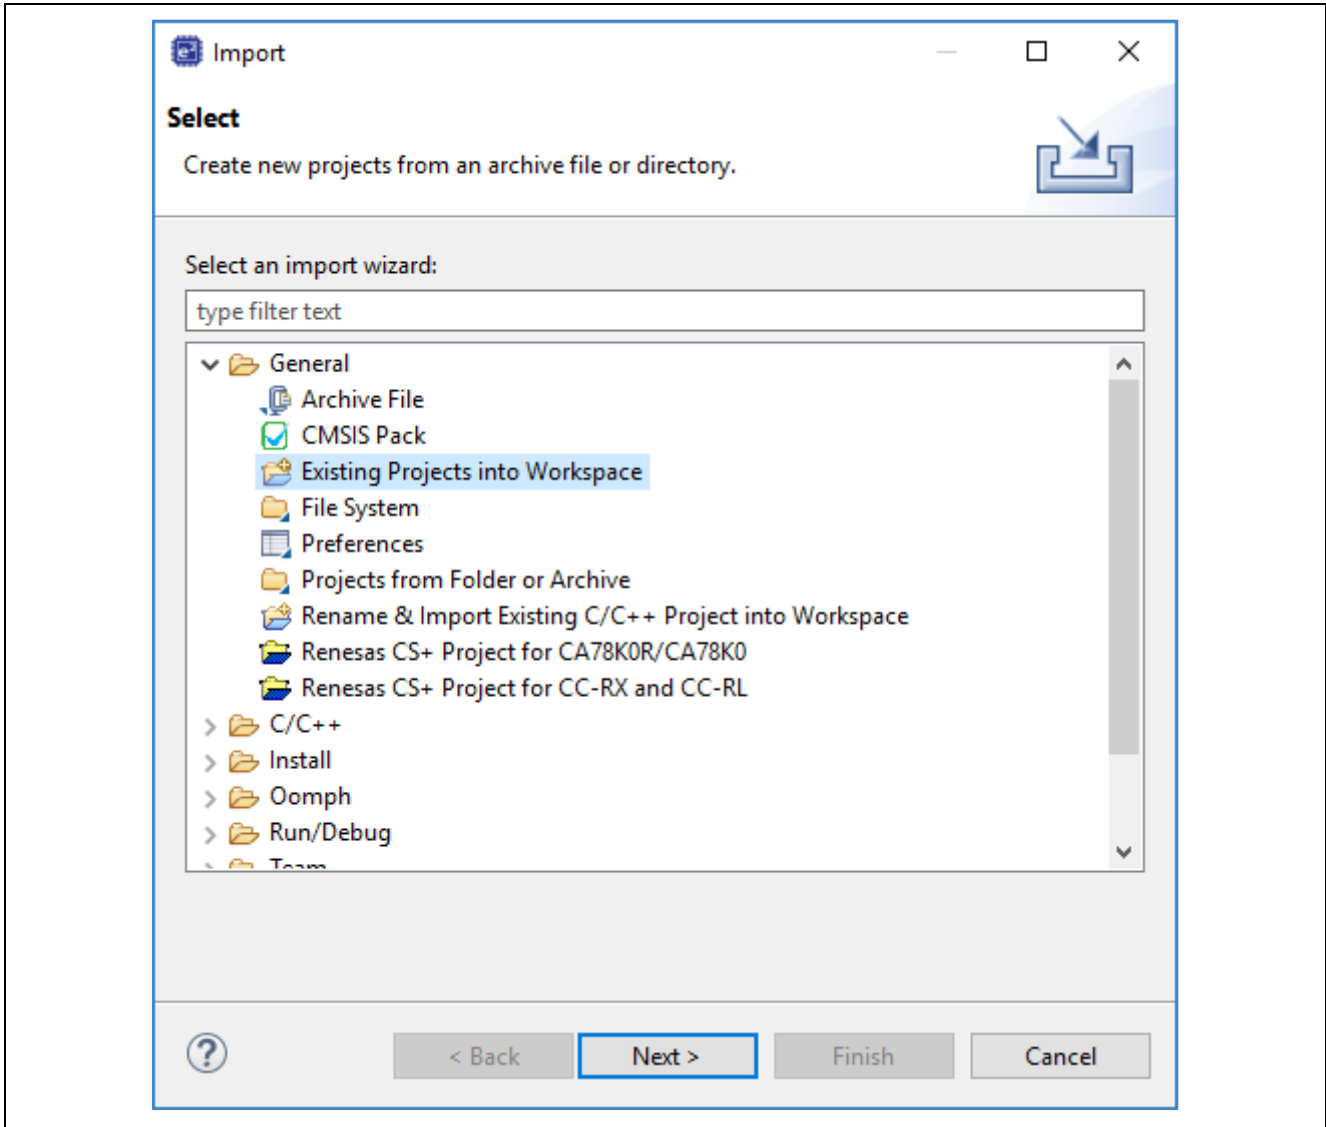 Import
Select
Create new projects from an archive file or directory.
Select an import wizard:
type filter text
General
Archive File
CMSIS Pack
Existing Projects into Workspace
File System
Preferences
Projects from Folder or Archive
Rename & Import Existing C/C++ Project into Workspace
Renesas CS+ Project for CA78K0R/CA78K0
Renesas CS+ Project for CC-RX and CC-RL
C/C++
Install
Oomph
Run/Debug
Team
< Back
Next >
Finish
Cancel